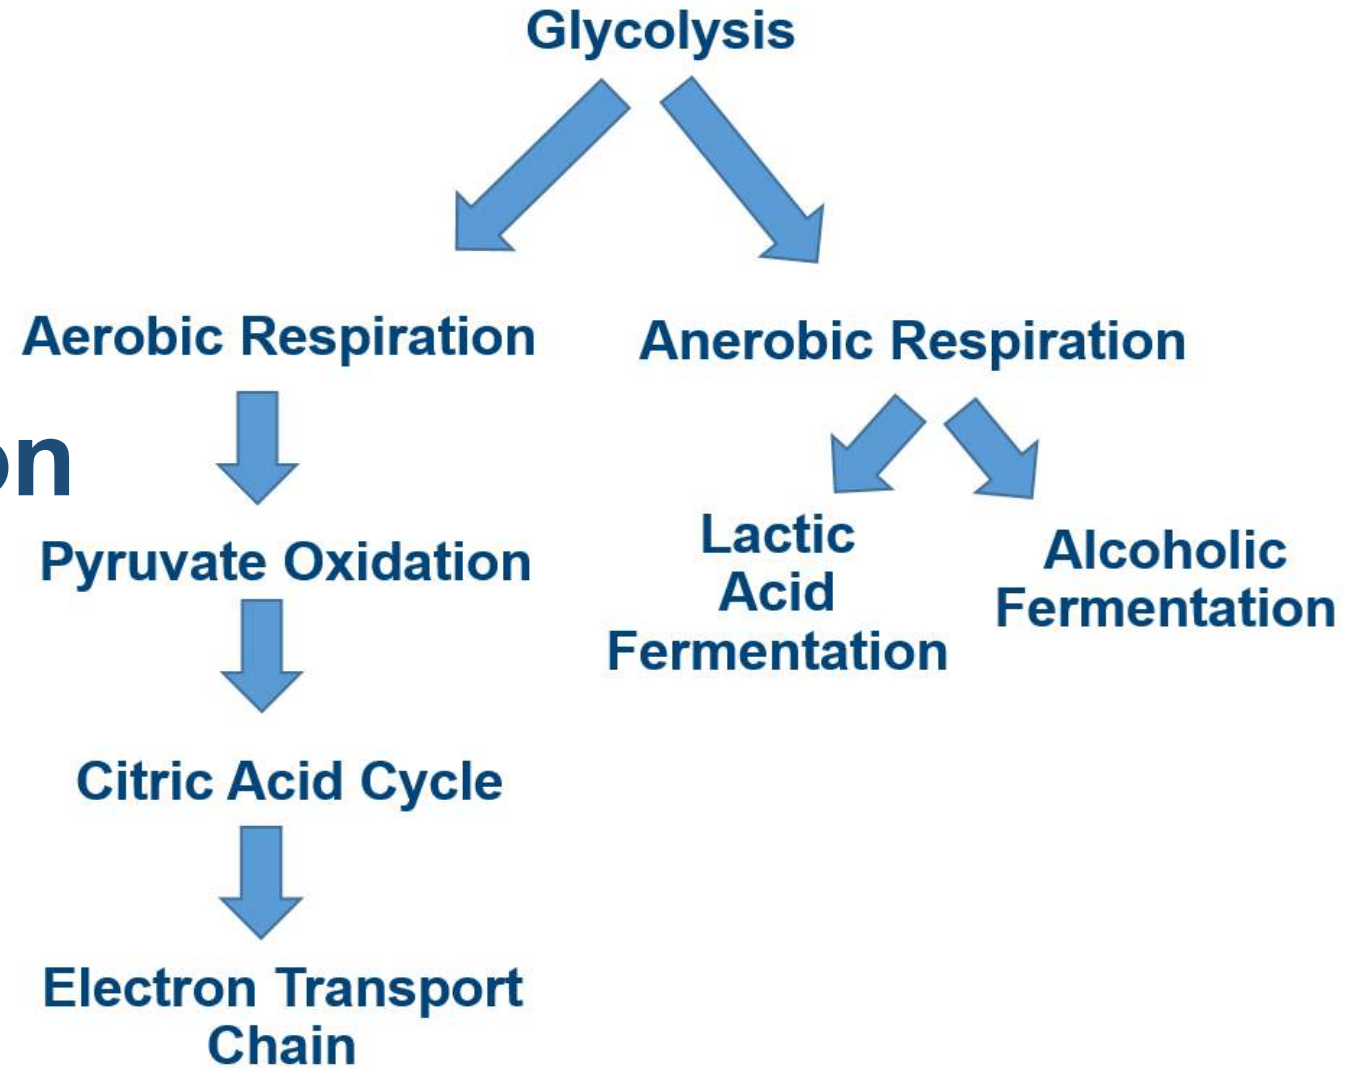 Glycolysis
Aerobic Respiration
Anerobic Respiration
on
Pyruvate Oxidation
Lactic
Acid
Fermentation
Alcoholic
Fermentation
Citric Acid Cycle
Electron Transport
Chain